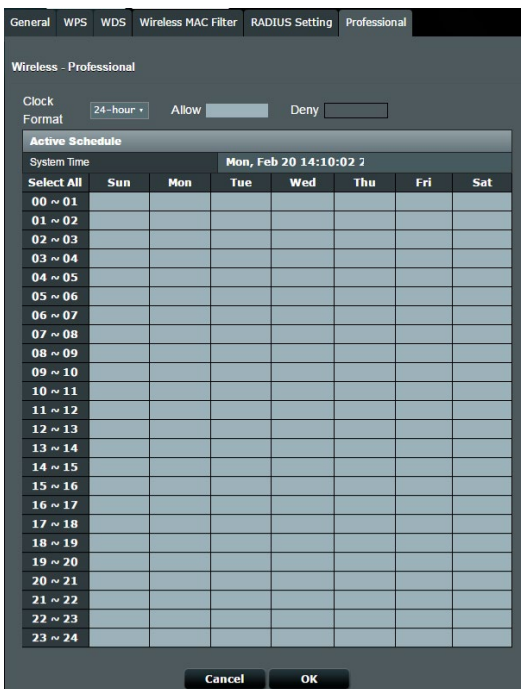 General WPS WDS Wireless MAC Filter RADIUS Setting Professional
Wireless - Professional
Clock Format 24-hour Allow Deny
Active Schedule
System Time Mon, Feb 20 14:10:02 2
Select All Sun Mon Tue Wed Thu Fri Sat
00 ~ 01
01 ~ 02
02 ~ 03
03 ~ 04
04 ~ 05
05 ~ 06
06 ~ 07
07 ~ 08
08 ~ 09
09 ~ 10
10 ~ 11
11 ~ 12
12 ~ 13
13 ~ 14
14 ~ 15
15 ~ 16
16 ~ 17
17 ~ 18
18 ~ 19
19 ~ 20
20 ~ 21
21 ~ 22
22 ~ 23
23 ~ 24
Cancel OK